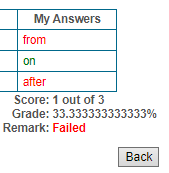 My Answers
from
on
after
Score: 1 out of 3
Grade: 33.333333333333%
Remark: Failed
Back